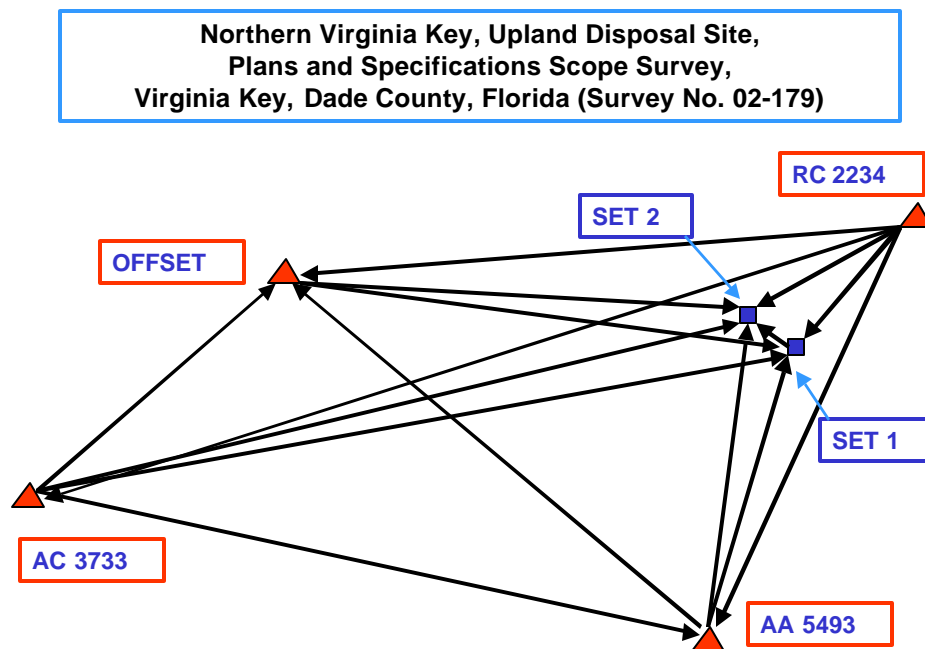 Northern Virginia Key, Upland Disposal Site,
Plans and Specifications Scope Survey,
Virginia Key, Dade County, Florida (Survey No. 02-179)
RC 2234
SET 2
OFFSET
SET 1
AC 3733
AA 5493